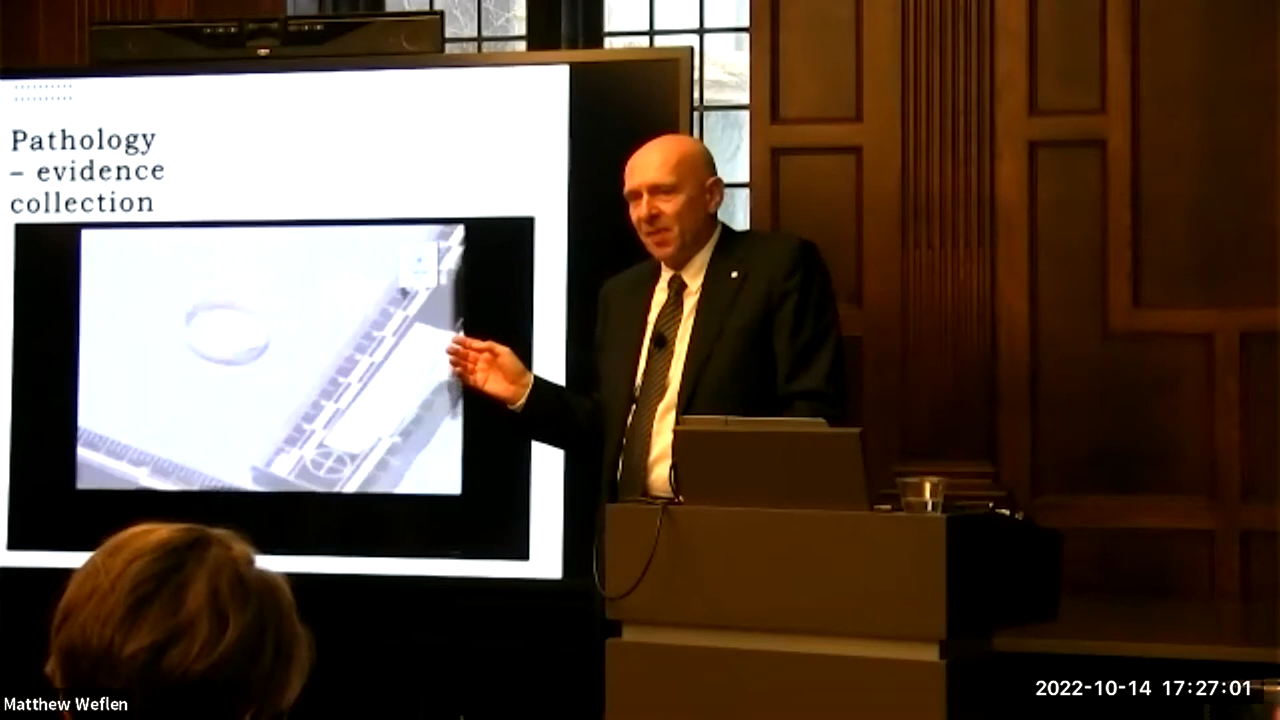 Pathology
– evidence
collection
Matthew Weflen
2022-10-14 17:27:01